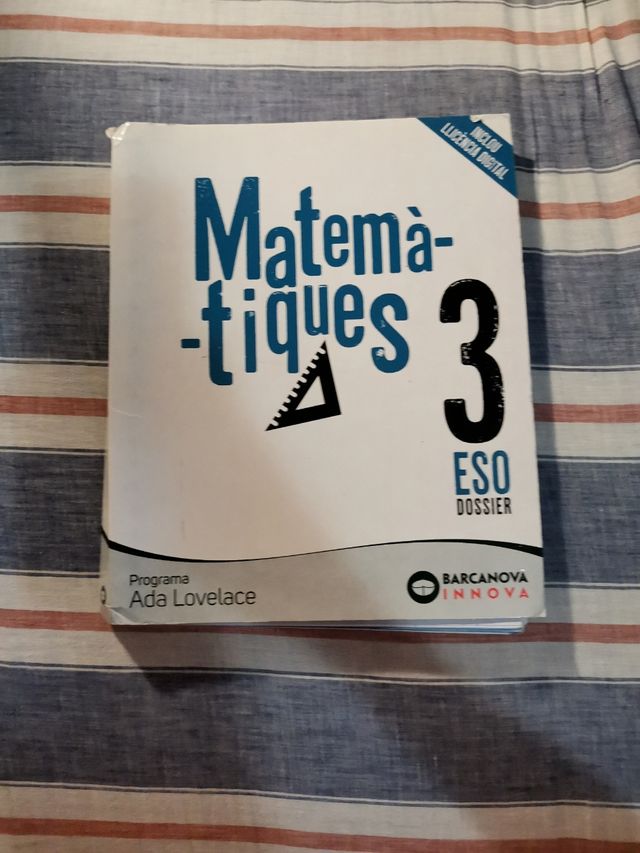 INCLOU
LLICÈNCIA DIGITAL
Matemà-
-tiques
3
ESO
DOSSIER
Programa
Ada Lovelace
BARCANOVA
INNOVA